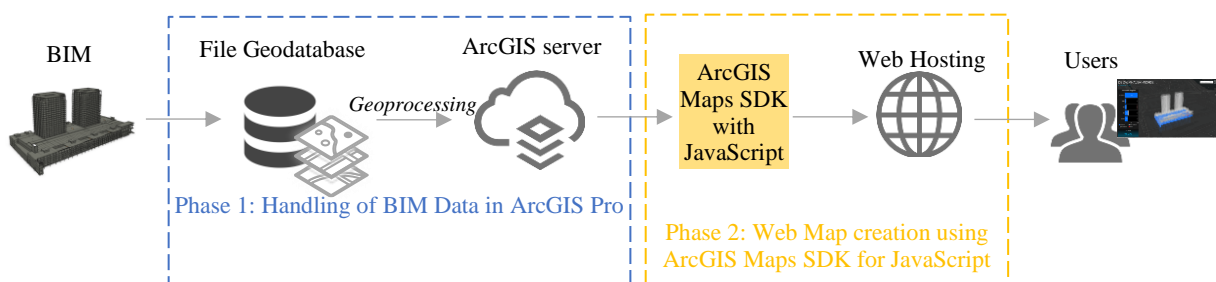 BIM
File Geodatabase
Geoprocessing
ArcGIS server
Phase 1: Handling of BIM Data in ArcGIS Pro
ArcGIS
Maps SDK
with
JavaScript
Web Hosting
Phase 2: Web Map creation using
ArcGIS Maps SDK for JavaScript
Users